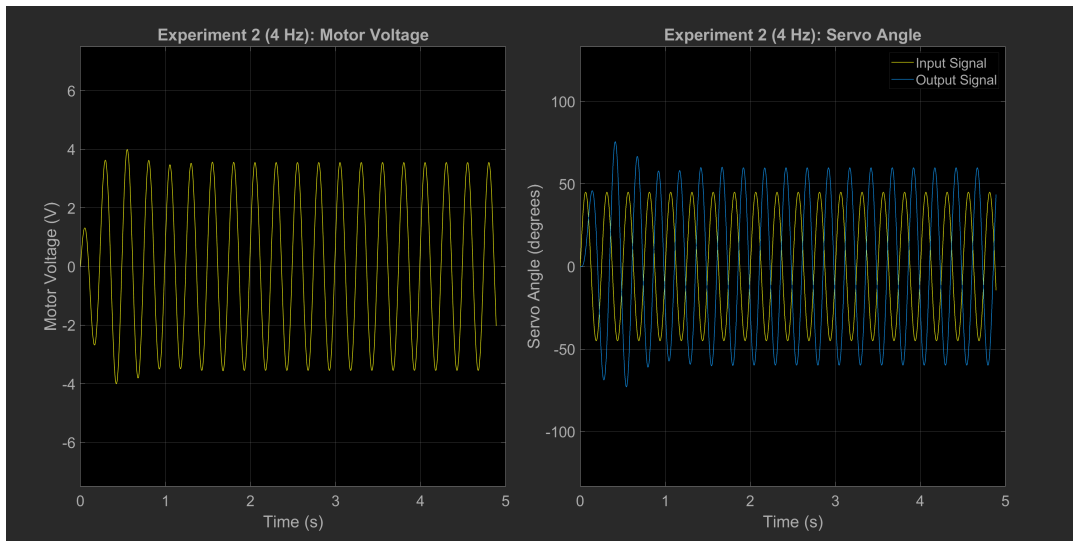 Experiment 2 (4 Hz): Motor Voltage
6
4
2
0
-2
-4
-6
Motor Voltage (V)
0 1 2 3 4 5
Time (s)
Experiment 2 (4 Hz): Servo Angle
Input Signal
Output Signal
100
50
0
-50
-100
Servo Angle (degrees)
0 1 2 3 4 5
Time (s)